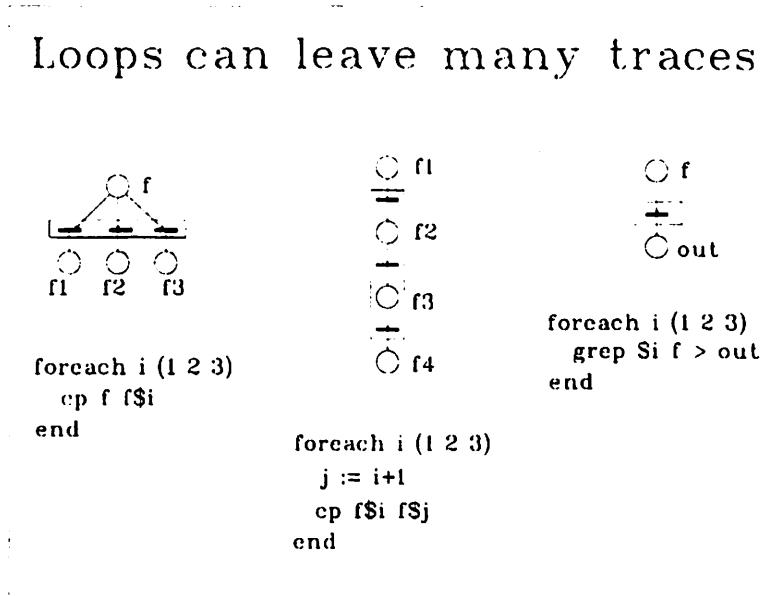 Loops can leave many traces
f
f1 f2 f3
foreach i (1 2 3)
cp f f$i
end
f1
f2
f3
f4
foreach i (1 2 3)
j := i+1
cp f$i f$j
end
f
out
foreach i (1 2 3)
grep $i f > out
end